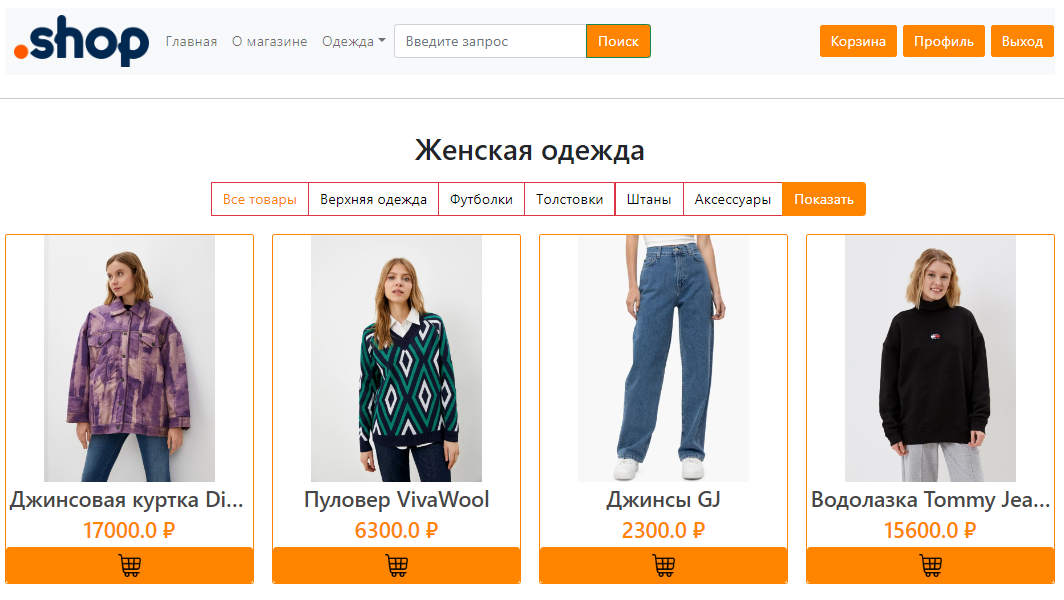 .shop Главная О магазине Одежда Введите запрос Поиск Корзина Профиль Выход
Женская одежда
Все товары Верхняя одежда Футболки Толстовки Штаны Аксессуары Показать
Джинсовая куртка Di... Пуловер VivaWool Джинсы GJ Водолазка Tommy Jea...
17000.0 ₽ 6300.0 ₽ 2300.0 ₽ 15600.0 ₽